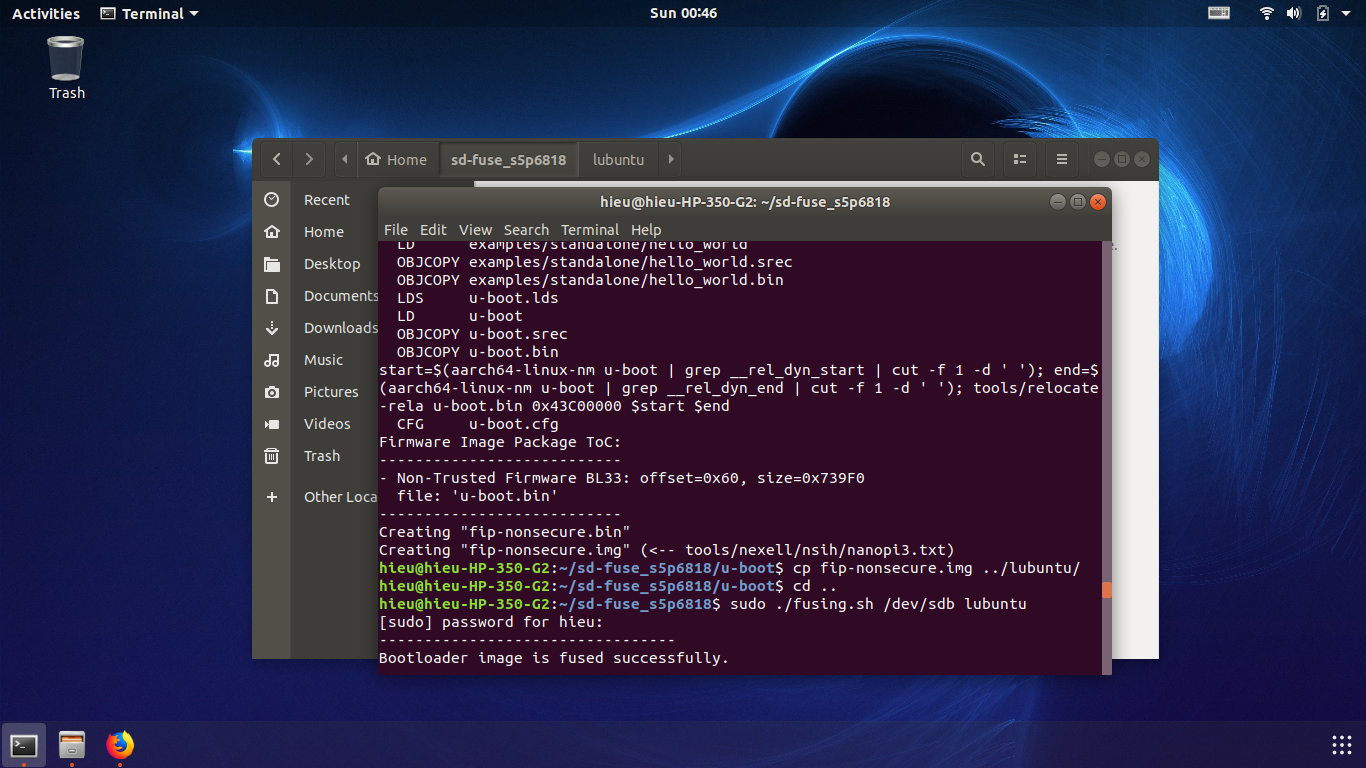 Activities
Terminal
Sun 00:46
Trash
Home
sd-fuse_s5p6818
lubuntu
Recent
Home
Desktop
Documents
Downloads
Music
Pictures
Videos
Trash
Other Loca
hieu@hieu-HP-350-G2: ~/sd-fuse_s5p6818
File Edit View Search Terminal Help
LD examples/standalone/hello_world
OBJCOPY examples/standalone/hello_world.srec
OBJCOPY examples/standalone/hello_world.bin
LDS u-boot.lds
LD u-boot
OBJCOPY u-boot.srec
OBJCOPY u-boot.bin
start=$(aarch64-linux-nm u-boot | grep __rel_dyn_start | cut -f 1 -d ' '); end=$
(aarch64-linux-nm u-boot | grep __rel_dyn_end | cut -f 1 -d ' '); tools/relocate
-rela u-boot.bin 0x43C00000 $start $end
CFG u-boot.cfg
Firmware Image Package ToC:
---------------------------
- Non-Trusted Firmware BL33: offset=0x60, size=0x739F0
file: 'u-boot.bin'
---------------------------
Creating "fip-nonsecure.bin"
Creating "fip-nonsecure.img" (<-- tools/nexell/nsih/nanopi3.txt)
hieu@hieu-HP-350-G2:~/sd-fuse_s5p6818/u-boot$ cp fip-nonsecure.img ../lubuntu/
hieu@hieu-HP-350-G2:~/sd-fuse_s5p6818/u-boot$ cd ..
hieu@hieu-HP-350-G2:~/sd-fuse_s5p6818$ sudo ./fusing.sh /dev/sdb lubuntu
[sudo] password for hieu:
---------------------------------
Bootloader image is fused successfully.